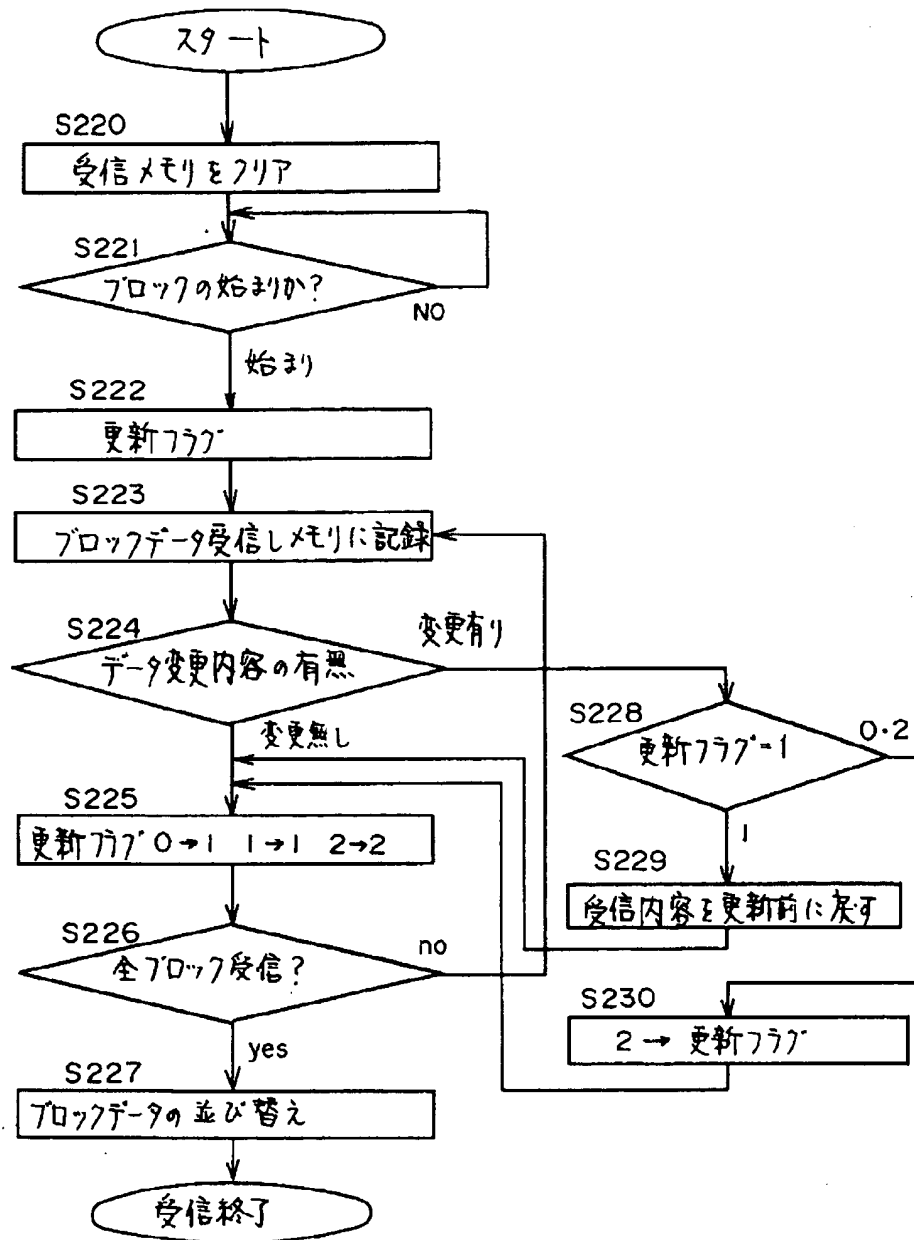 スタート
S220
受信メモリをクリア
S221
ブロックの始まりか?
NO
始まり
S222
更新フラグ
S223
ブロックデータ受信しメモリに記録
S224
変更有り
データ変更内容の有無
変更無し
S228
更新フラグ=1
0・2
1
S225
更新フラグ 0→1 1→1 2→2
S229
受信内容を更新前に戻す
S226
全ブロック受信?
no
yes
S230
2→更新フラグ
S227
ブロックデータの並び替え
受信終了